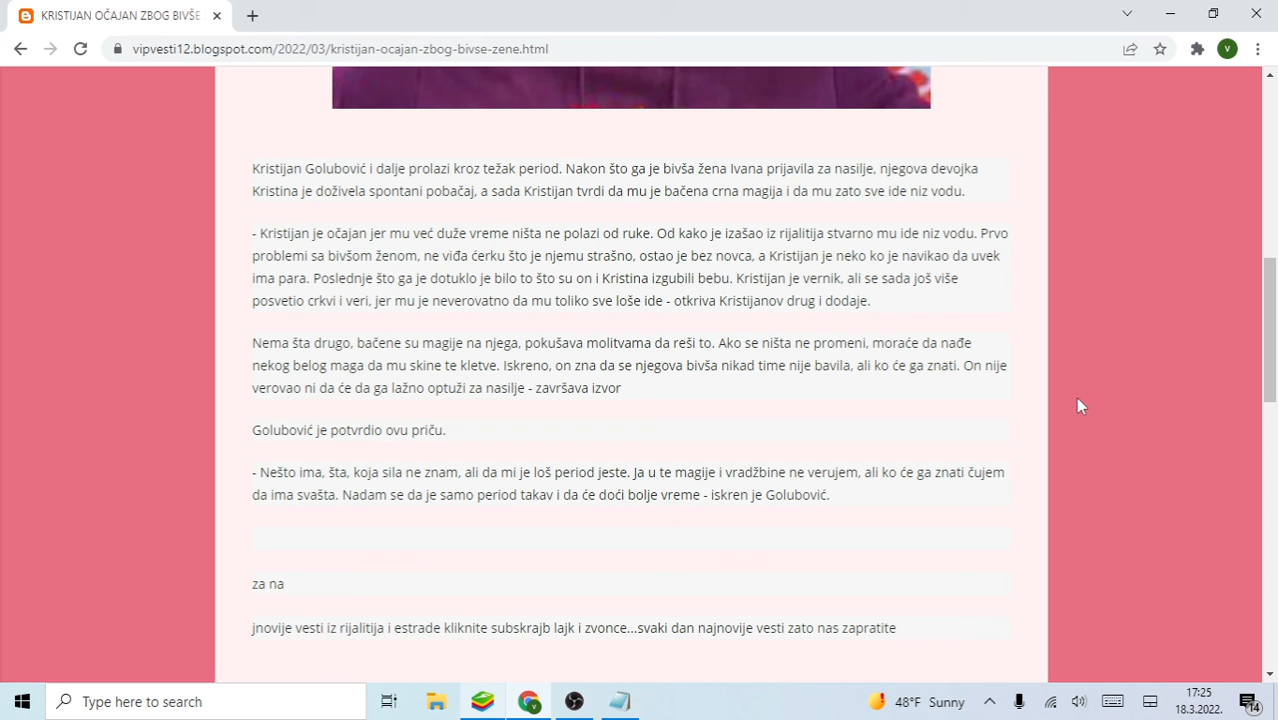 KRISTIJAN OČAJAN ZBOG BIVŠE
vipvesti12.blogspot.com/2022/03/kristijan-ocajan-zbog-bivse-zene.html
V
Kristijan Golubović i dalje prolazi kroz težak period. Nakon što ga je bivša žena Ivana prijavila za nasilje, njegova devojka
Kristina je doživela spontani pobačaj, a sada Kristijan tvrdi da mu je bačena crna magija i da mu zato sve ide niz vodu.
- Kristijan je očajan jer mu već duže vreme ništa ne polazi od ruke. Od kako je izašao iz rijalitija stvarno mu ide niz vodu. Prvo
problemi sa bivšom ženom, ne viđa ćerku što je njemu strašno, ostao je bez novca, a Kristijan je neko ko je navikao da uvek
ima para. Poslednje što ga je dotuklo je bilo to što su on i Kristina izgubili bebu. Kristijan je vernik, ali se sada još više
posvetio crkvi i veri, jer mu je neverovatno da mu toliko sve loše ide - otkriva Kristijanov drug i dodaje.
Nema šta drugo, bačene su magije na njega, pokušava molitvama da reši to. Ako se ništa ne promeni, moraće da nađe
nekog belog maga da mu skine te kletve. Iskreno, on zna da se njegova bivša nikad time nije bavila, ali ko će ga znati. On nije
verovao ni da će da ga lažno optuži za nasilje - završava izvor
Golubović je potvrdio ovu priču.
- Nešto ima, šta, koja sila ne znam, ali da mi je loš period jeste. Ja u te magije i vradžbine ne verujem, ali ko će ga znati čujem
da ima svašta. Nadam se da je samo period takav i da će doći bolje vreme - iskren je Golubović.
za na
jnovije vesti iz rijalitija i estrade kliknite subskrajb lajk i zvonce...svaki dan najnovije vesti zato nas zapratite
Type here to search
48°F Sunny
17:25
18.3.2022.
14